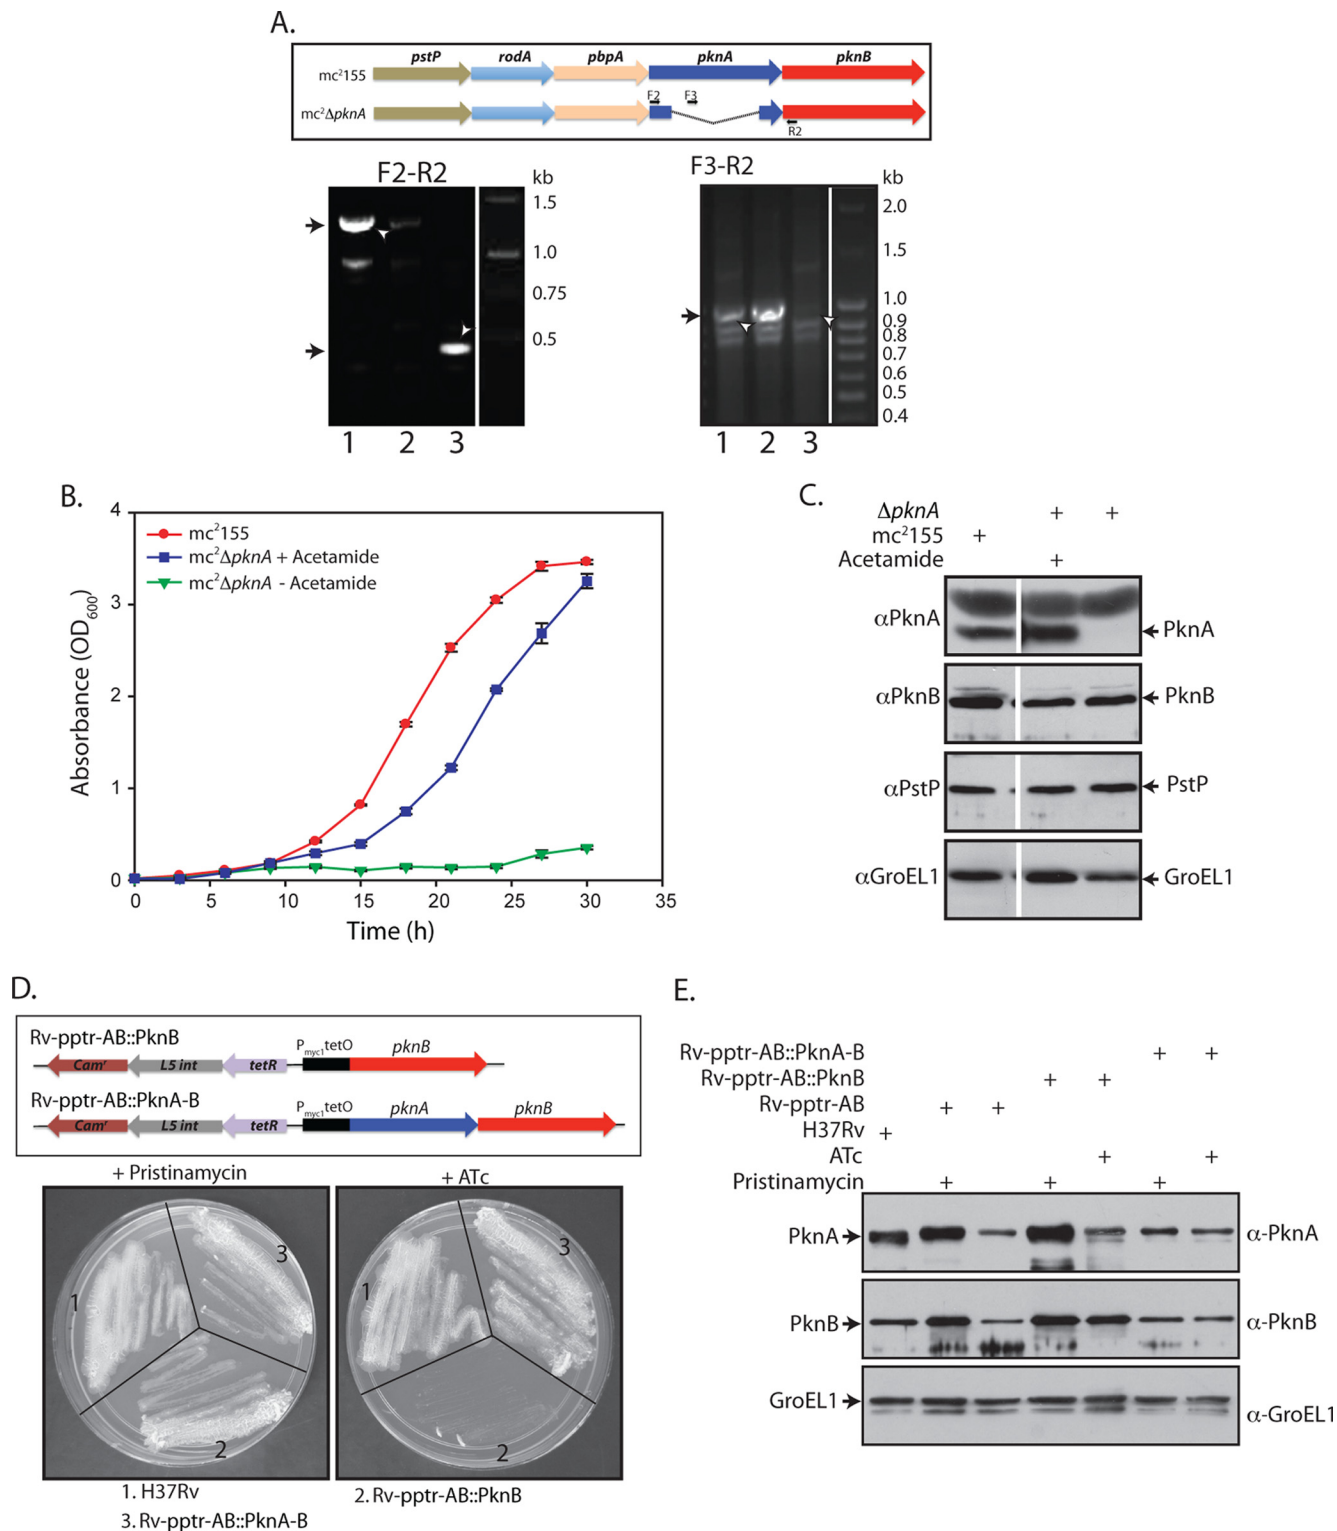 A.
pstP rodA pbpA pknA pknB
mc²155
F2 F3
mc²ΔpknA
R2
F2-R2
kb
1.5
1.0
0.75
0.5
1 2 3
F3-R2
kb
2.0
1.5
1.0
0.9
0.8
0.7
0.6
0.5
0.4
1 2 3
B.
4
3
2
1
0
mc²155
mc²ΔpknA + Acetamide
mc²ΔpknA - Acetamide
Absorbance (OD₆₀₀)
0 5 10 15 20 25 30 35
Time (h)
C.
ΔpknA + +
mc²155 +
Acetamide +
αPknA PknA
αPknB PknB
αPstP PstP
αGroEL1 GroEL1
D.
Rv-pptr-AB::PknB
Pmyc1tetO pknB
Camʳ L5 int tetR
Rv-pptr-AB::PknA-B
Pmyc1tetO pknA pknB
Camʳ L5 int tetR
+ Pristinamycin
+ ATc
1 3 2
1 3 2
1. H37Rv
2. Rv-pptr-AB::PknB
3. Rv-pptr-AB::PknA-B
E.
Rv-pptr-AB::PknA-B + +
Rv-pptr-AB::PknB + +
Rv-pptr-AB + +
H37Rv +
ATc + +
Pristinamycin + + +
PknA α-PknA
PknB α-PknB
GroEL1 α-GroEL1